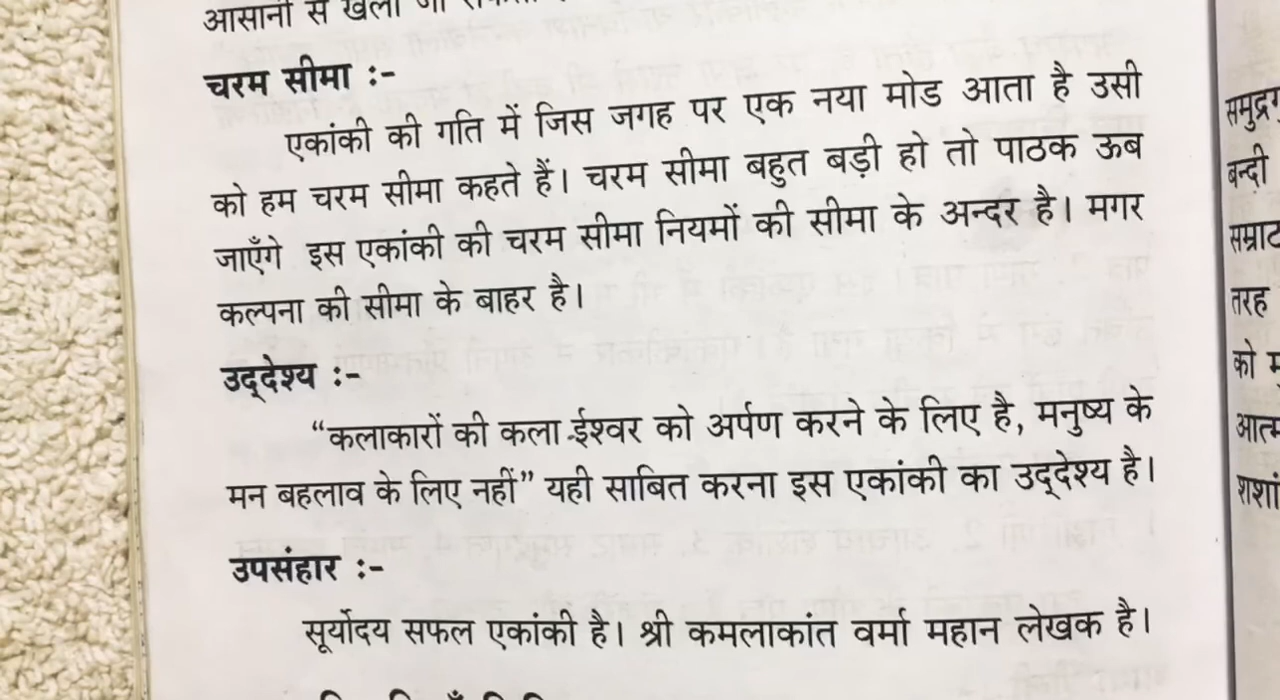 आसानी से खेला जा
चरम सीमा :-
एकांकी की गति में जिस जगह पर एक नया मोड आता है उसी
को हम चरम सीमा कहते हैं। चरम सीमा बहुत बड़ी हो तो पाठक ऊब
जाएँगे इस एकांकी की चरम सीमा नियमों की सीमा के अन्दर है। मगर
कल्पना की सीमा के बाहर है।
उद्देश्य :-
“कलाकारों की कला ईश्वर को अर्पण करने के लिए है, मनुष्य के
मन बहलाव के लिए नहीं” यही साबित करना इस एकांकी का उद्देश्य है।
उपसंहार :-
सूर्योदय सफल एकांकी है। श्री कमलाकांत वर्मा महान लेखक है।
बन्दी
सम्राट
तरह
को